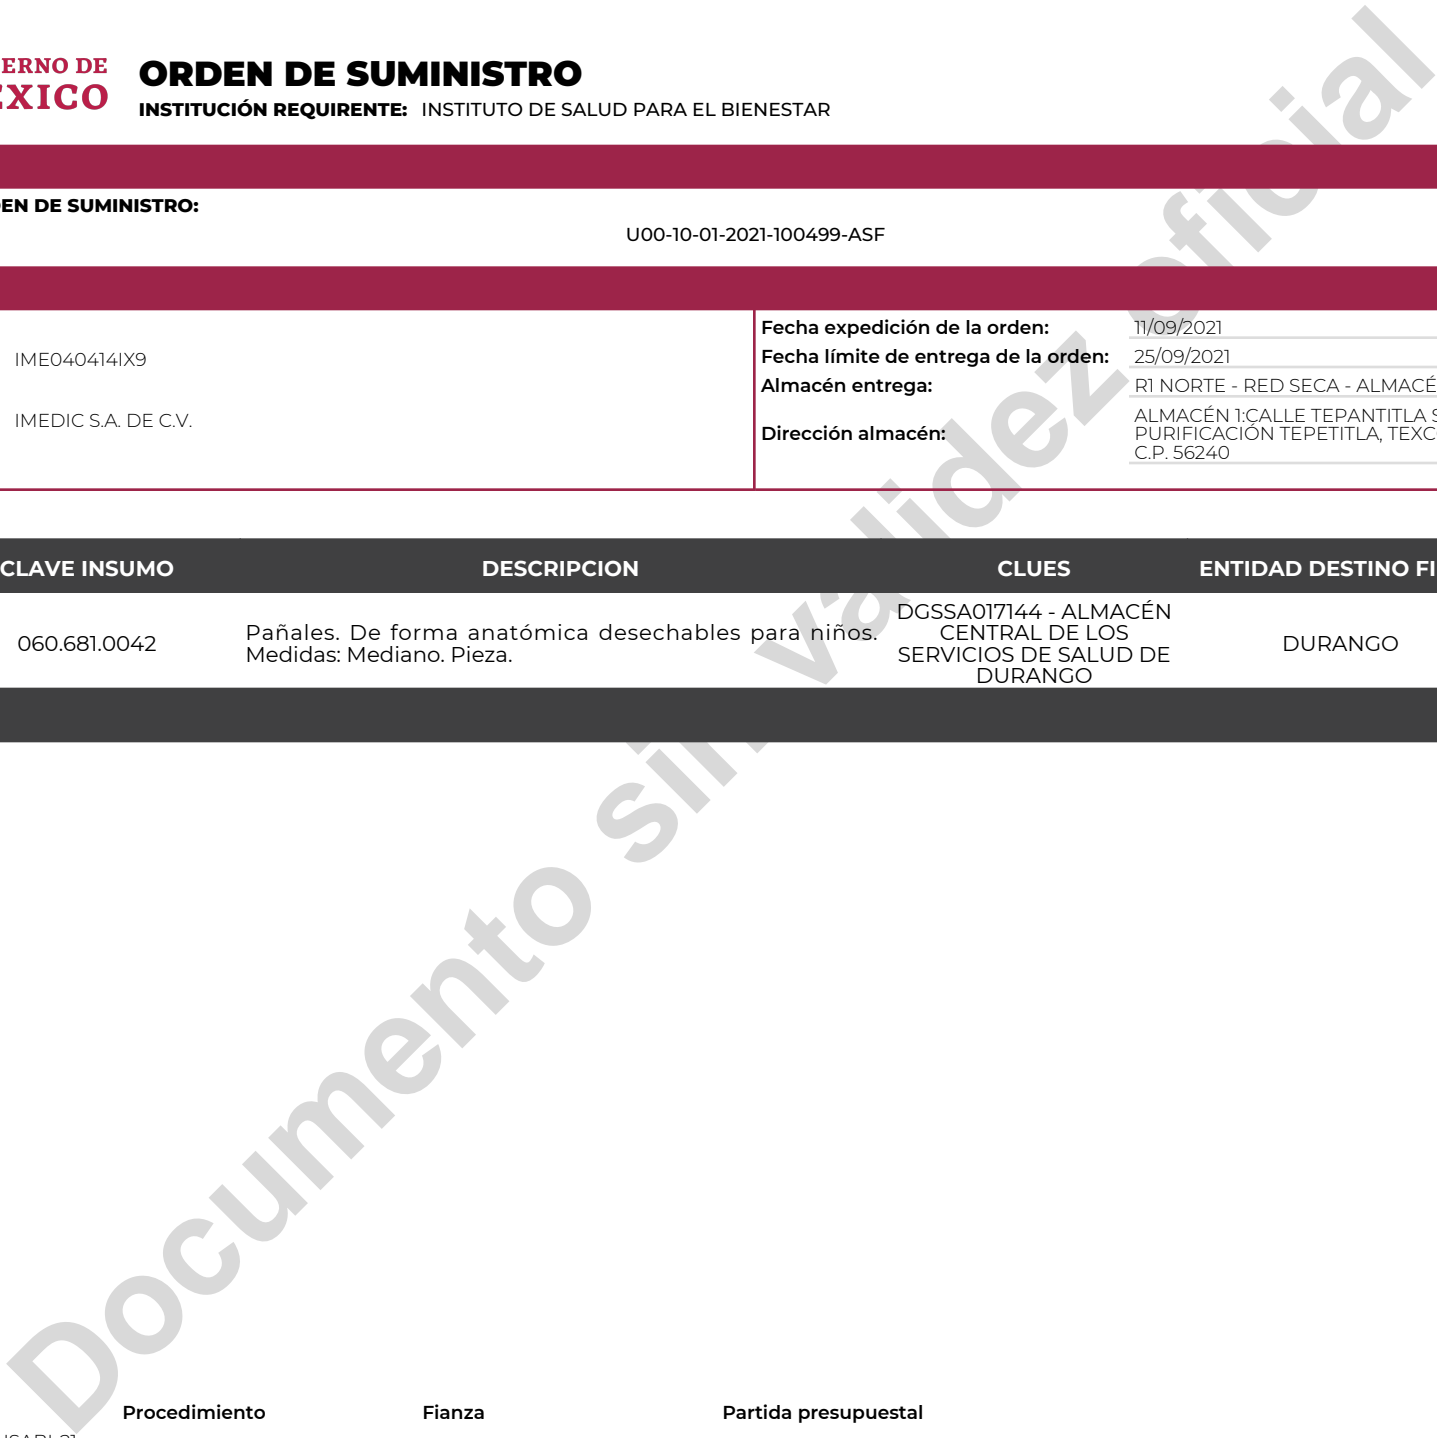 ERNO DE
ORDEN DE SUMINISTRO
EXICO
INSTITUCIÓN REQUIRENTE: INSTITUTO DE SALUD PARA EL BIENESTAR
EN DE SUMINISTRO:
U00-10-01-2021-100499-ASF
IME040414IX9
IMEDIC S.A. DE C.V.
Fecha expedición de la orden: 11/09/2021
Fecha límite de entrega de la orden: 25/09/2021
Almacén entrega: R1 NORTE - RED SECA - ALMACÉ
Dirección almacén: ALMACÉN 1:CALLE TEPANTITLA S
PURIFICACIÓN TEPETITLA, TEXC
C.P. 56240
CLAVE INSUMO DESCRIPCION CLUES ENTIDAD DESTINO FI
060.681.0042
Pañales. De forma anatómica desechables para niños.
Medidas: Mediano. Pieza.
DGSSA017144 - ALMACÉN
CENTRAL DE LOS
SERVICIOS DE SALUD DE
DURANGO
DURANGO
Documento sin validez oficial
Procedimiento Fianza Partida presupuestal